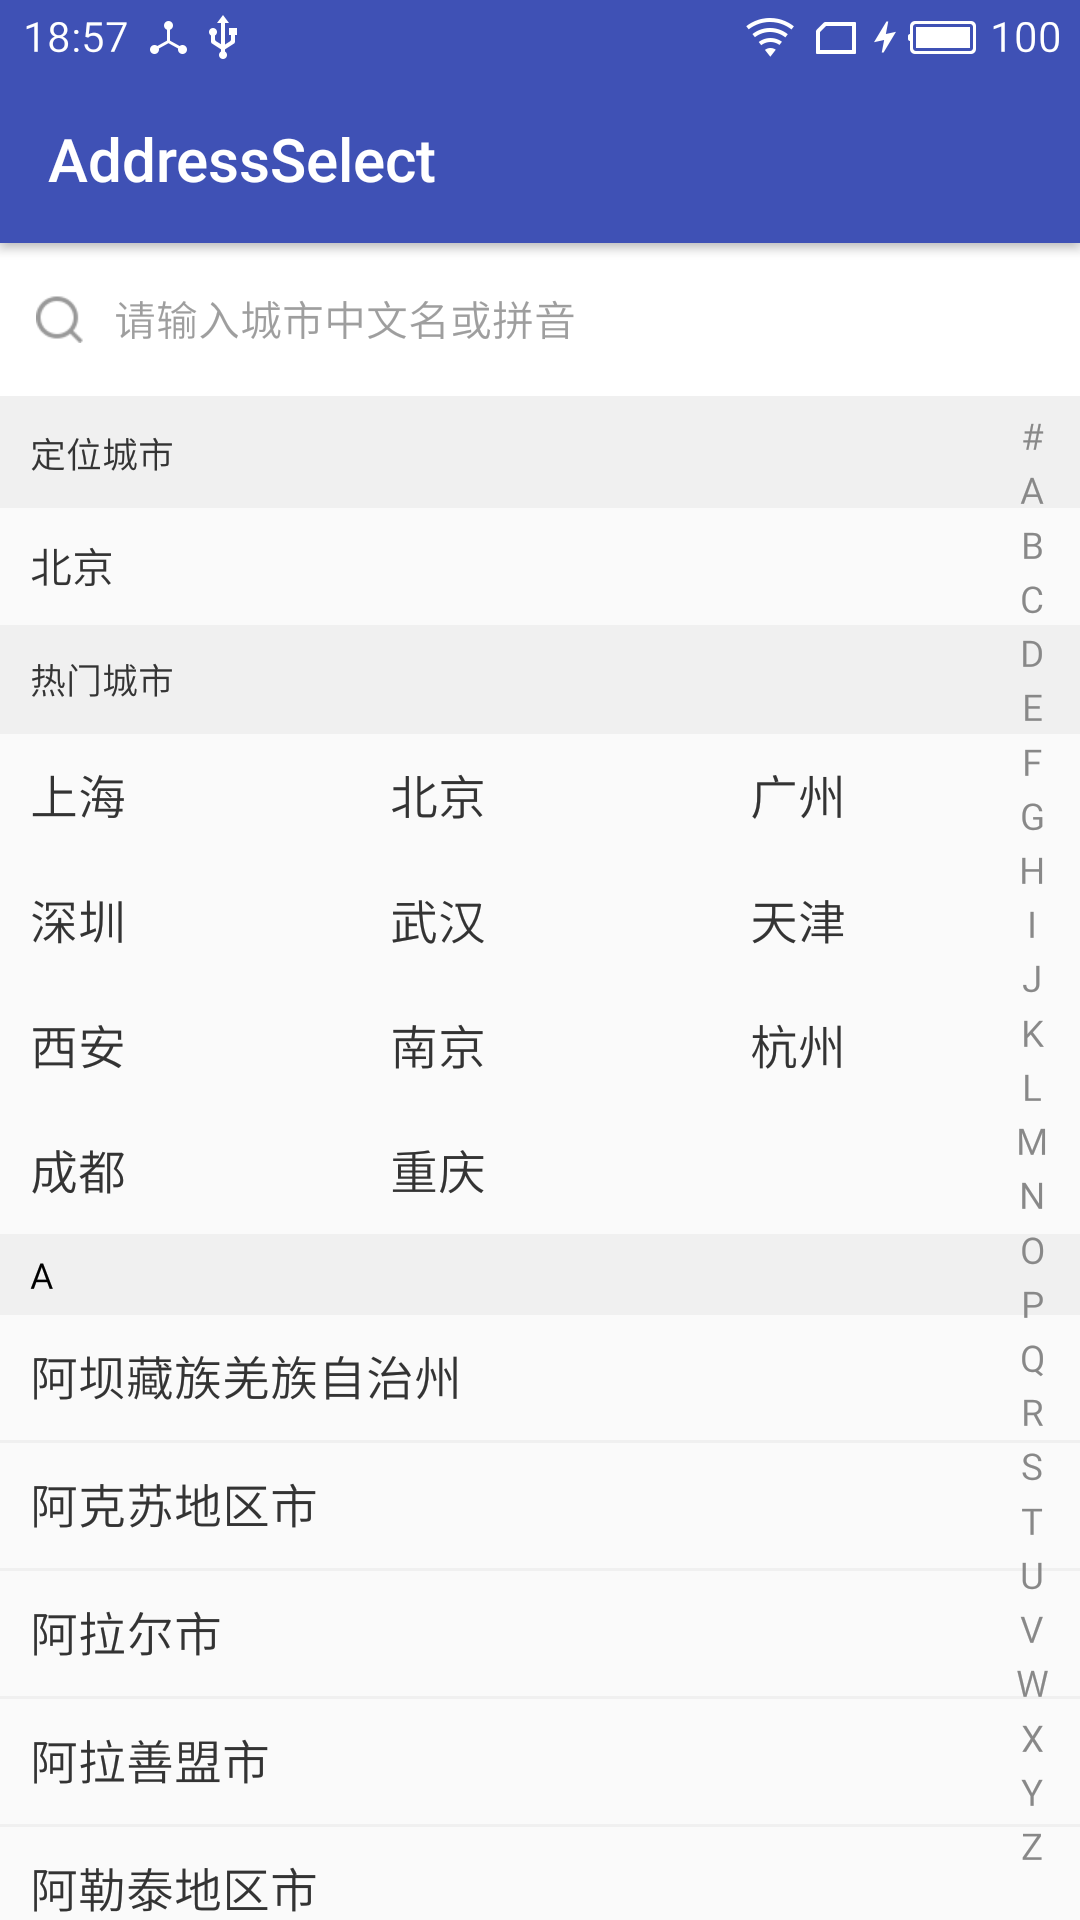 18:57 100
AddressSelect
请输入城市中文名或拼音
定位城市
北京
热门城市
上海 北京 广州
深圳 武汉 天津
西安 南京 杭州
成都 重庆
A
阿坝藏族羌族自治州
阿克苏地区市
阿拉尔市
阿拉善盟市
阿勒泰地区市
#
A
B
C
D
E
F
G
H
I
J
K
L
M
N
O
P
Q
R
S
T
U
V
W
X
Y
Z